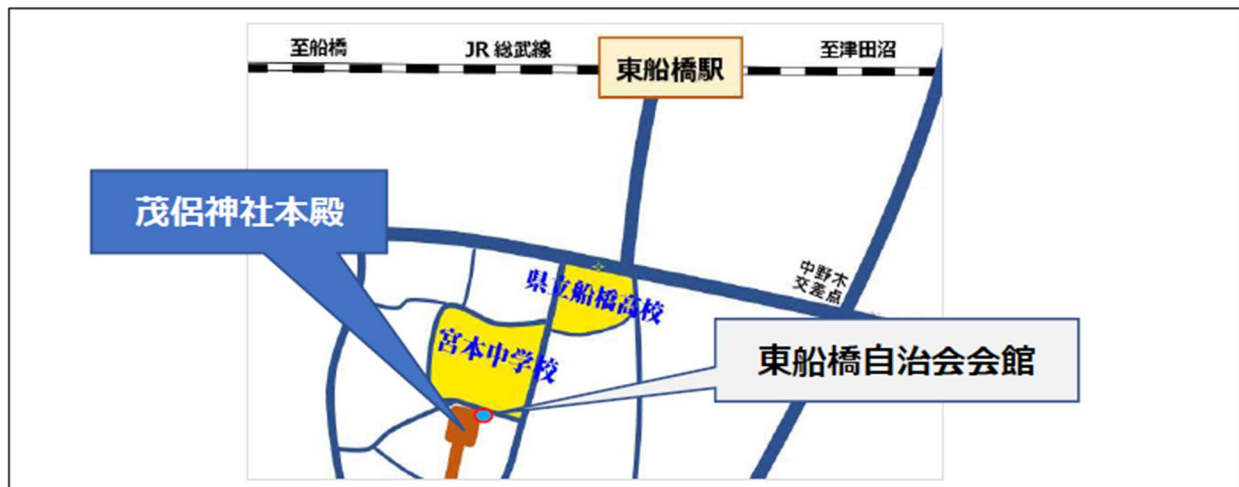 至船橋
JR 総武線
東船橋駅
至津田沼
茂侶神社本殿
中野木
交差点
県立船橋高校
宮本中学校
東船橋自治会会館